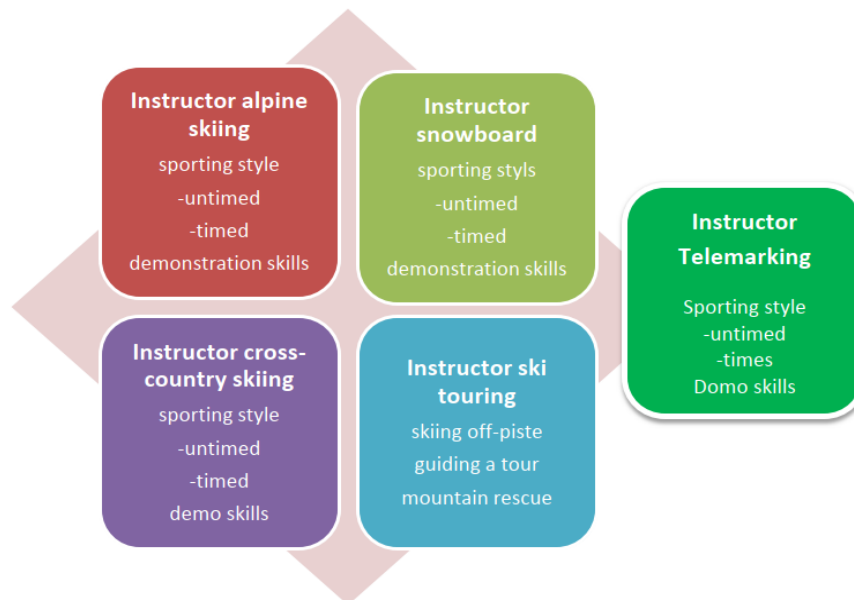 Instructor alpine
skiing
sporting style
-untimed
-timed
demonstration skills
Instructor
snowboard
sporting styls
-untimed
-timed
demonstration skills
Instructor
Telemarking
Sporting style
-untimed
-times
Domo skills
Instructor cross-
country skiing
sporting style
-untimed
-timed
demo skills
Instructor ski
touring
skiing off-piste
guiding a tour
mountain rescue